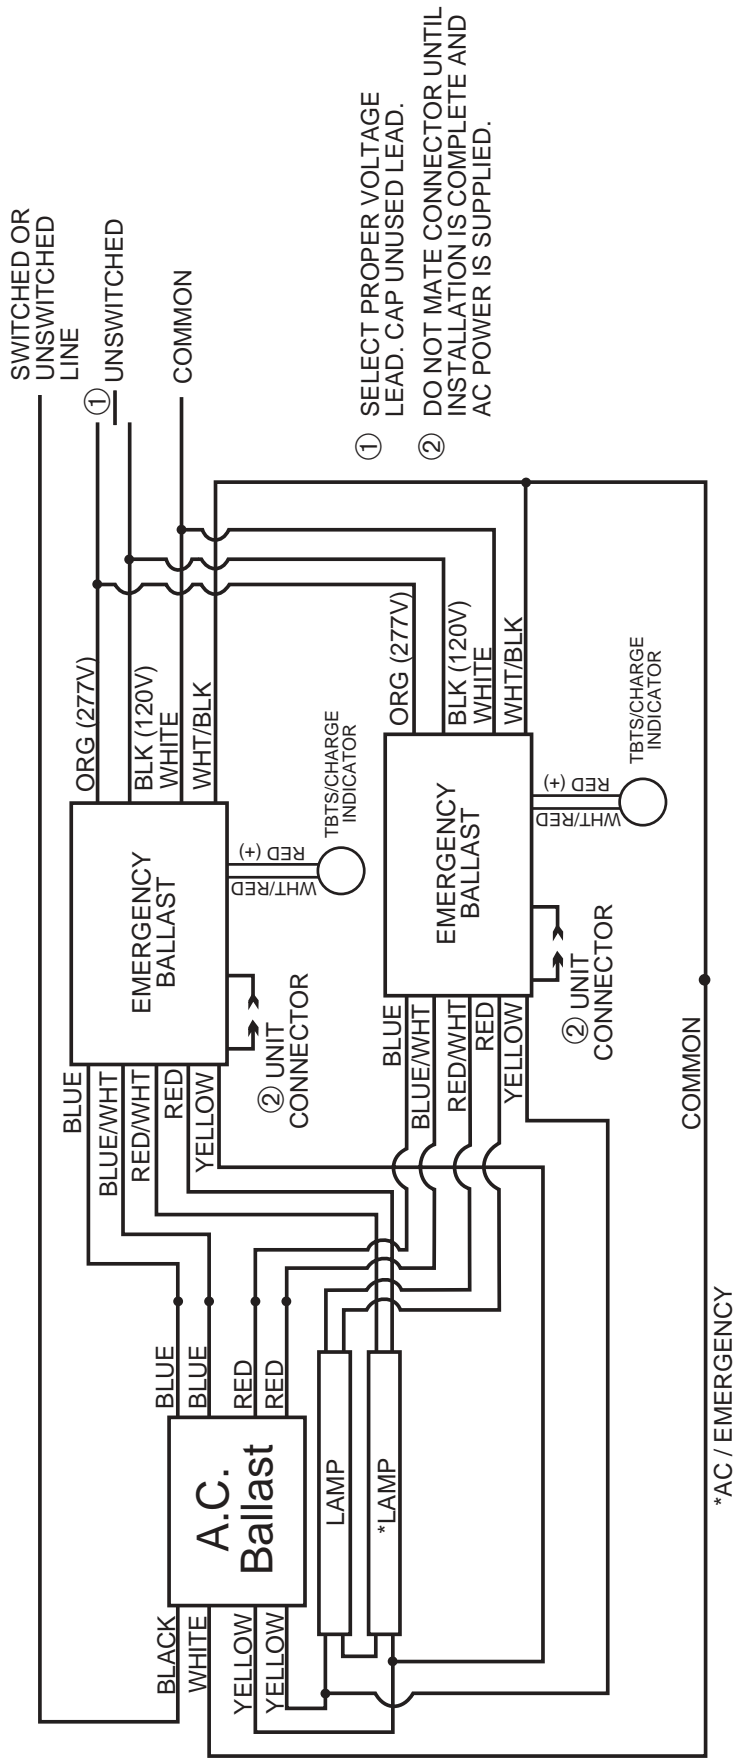 SWITCHED OR
UNSWITCHED
LINE
① UNSWITCHED
COMMON
① SELECT PROPER VOLTAGE
LEAD. CAP UNUSED LEAD.
② DO NOT MATE CONNECTOR UNTIL
INSTALLATION IS COMPLETE AND
AC POWER IS SUPPLIED.
ORG (277V)
BLK (120V)
WHITE
WHT/BLK
EMERGENCY
BALLAST
RED (+)
WHT/RED
TBTS/CHARGE
INDICATOR
② UNIT
CONNECTOR
BLUE
BLUE/WHT
RED/WHT
RED
YELLOW
ORG (277V)
BLK (120V)
WHITE
WHT/BLK
EMERGENCY
BALLAST
RED (+)
WHT/RED
TBTS/CHARGE
INDICATOR
② UNIT
CONNECTOR
BLUE
BLUE/WHT
RED/WHT
RED
YELLOW
BLUE
BLUE
RED
RED
A.C.
Ballast
BLACK
WHITE
YELLOW
YELLOW
LAMP
*LAMP
COMMON
*AC / EMERGENCY